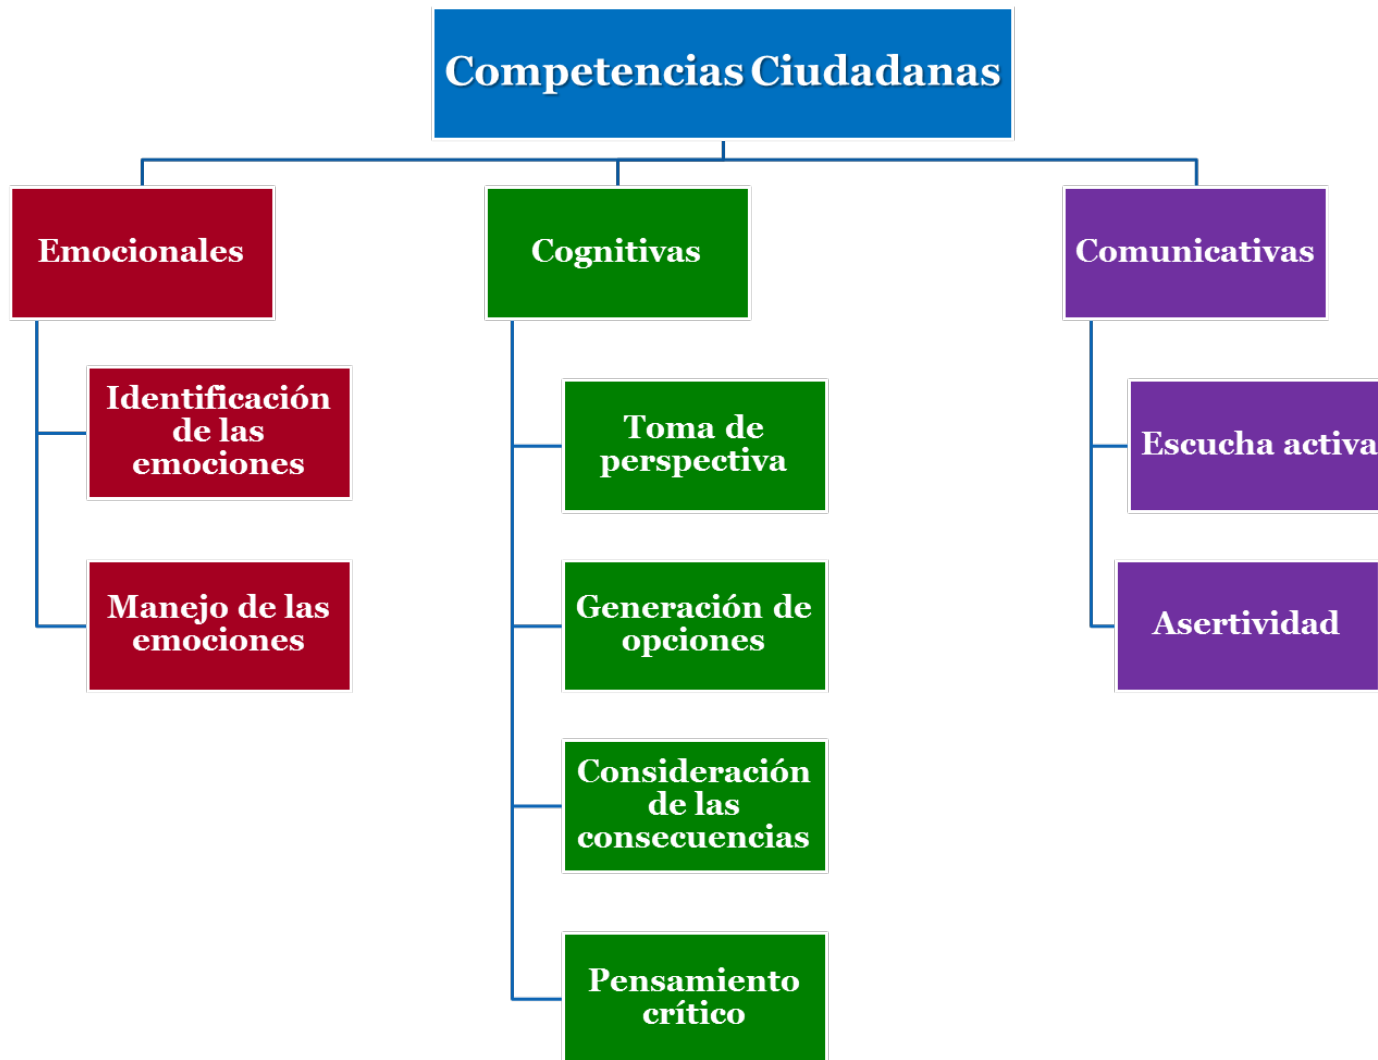 Competencias Ciudadanas
Emocionales
Identificación
de las
emociones
Manejo de las
emociones
Cognitivas
Toma de
perspectiva
Generación de
opciones
Consideración
de las
consecuencias
Pensamiento
crítico
Comunicativas
Escucha activa
Asertividad